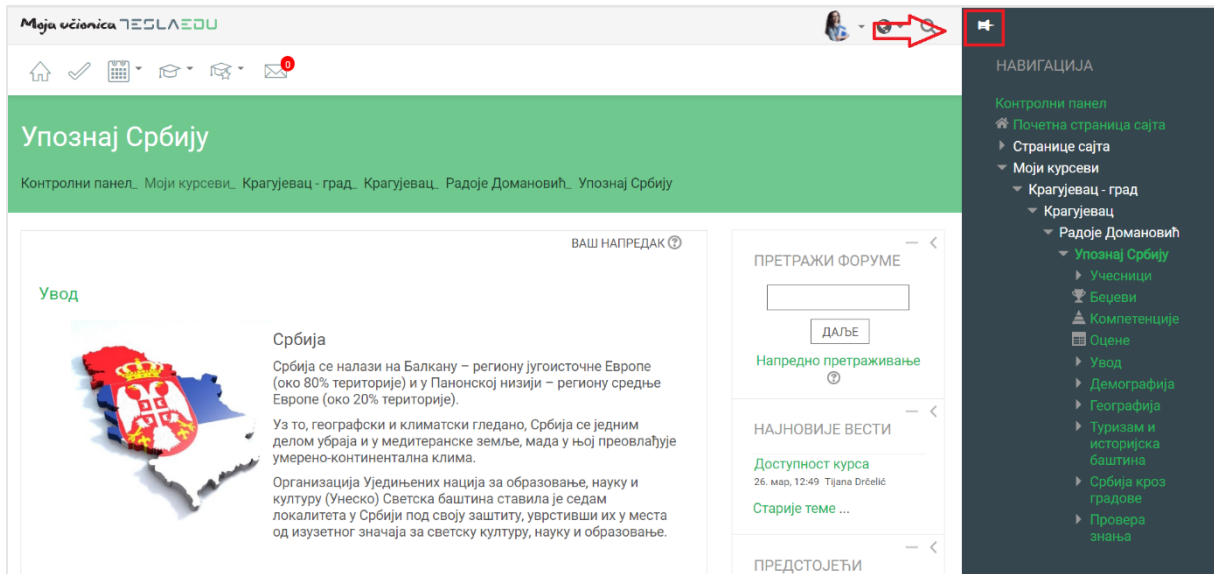 Moja učionica TESLAEDU
0
Упознај Србију
Контролни панел_ Моји курсеви_ Крагујевац - град_ Крагујевац_ Радоје Домановић_ Упознај Србију
ВАШ НАПРЕДАК
Увод
Србија
Србија се налази на Балкану – региону југоисточне Европе
(око 80% територије) и у Панонској низији – региону средње
Европе (око 20% територије).
Уз то, географски и климатски гледано, Србија се једним
делом убраја и у медитеранске земље, мада у њој преовлађује
умерено-континентална клима.
Организација Уједињених нација за образовање, науку и
културу (Унеско) Светска баштина ставила је седам
локалитета у Србији под своју заштиту, уврстивши их у места
од изузетног значаја за светску културу, науку и образовање.
ПРЕТРАЖИ ФОРУМЕ
ДАЉЕ
Напредно претраживање
НАЈНОВИЈЕ ВЕСТИ
Доступност курса
26. мар, 12:49 Tijana Drčelić
Старије теме ...
ПРЕДСТОЈЕЋИ
НАВИГАЦИЈА
Контролни панел
Почетна страница сајта
Странице сајта
Моји курсеви
Крагујевац - град
Крагујевац
Радоје Домановић
Упознај Србију
Учесници
Беџеви
Компетенције
Оцене
Увод
Демографија
Географија
Туризам и
историјска
баштина
Србија кроз
градове
Провера
знања